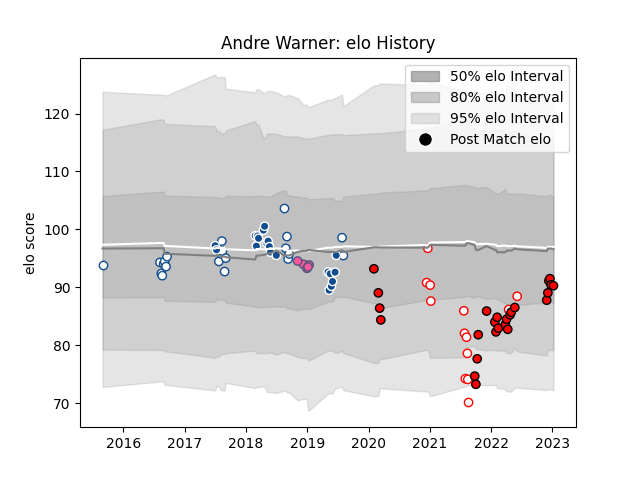 Andre Warner: elo History
50% elo Interval
80% elo Interval
95% elo Interval
Post Match elo
elo score
120
110
100
90
80
70
2016 2017 2018 2019 2020 2021 2022 2023